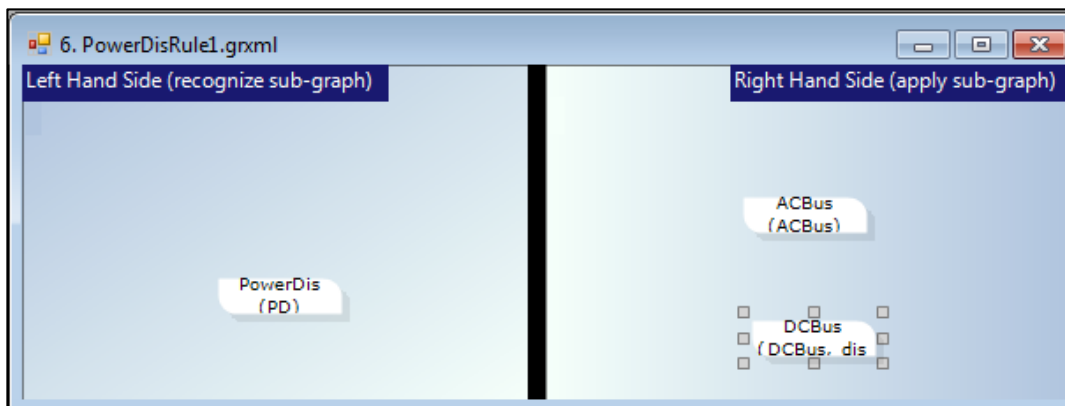 6. PowerDisRule1.grxml
Left Hand Side (recognize sub-graph)
Right Hand Side (apply sub-graph)
ACBus
(ACBus)
PowerDis
(PD)
DCBus
(DCBus, dis